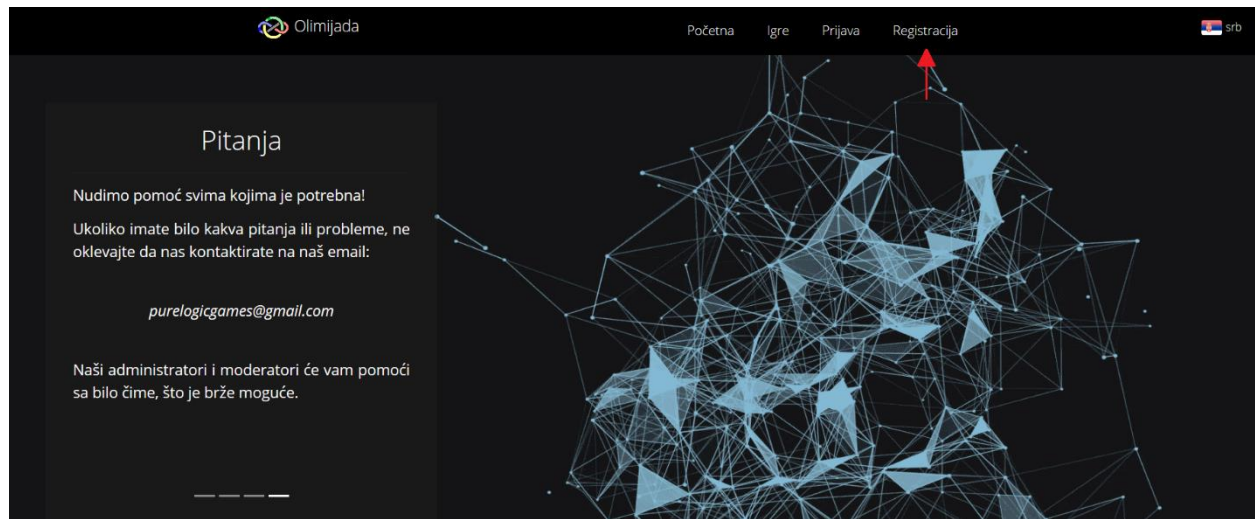 Olimijada
Početna Igre Prijava Registracija
srb
Pitanja
Nudimo pomoć svima kojima je potrebna!
Ukoliko imate bilo kakva pitanja ili probleme, ne
oklevajte da nas kontaktirate na naš email:
purelogicgames@gmail.com
Naši administratori i moderatori će vam pomoći
sa bilo čime, što je brže moguće.